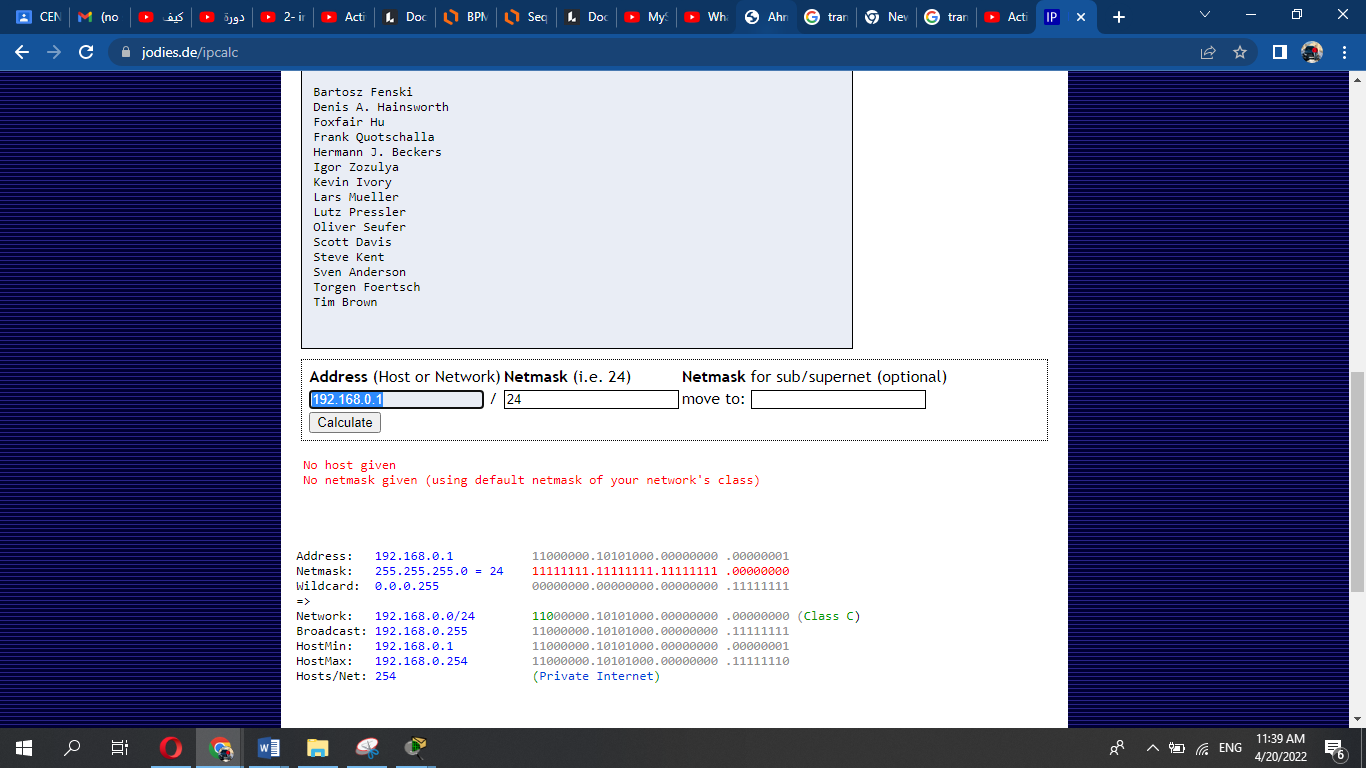 CEN (no كيف دورة 2- ir Acti Doc BPM Seq Doc MyS Wha Ahm tran Nev tran Acti IP
jodies.de/ipcalc
Bartosz Fenski
Denis A. Hainsworth
Foxfair Hu
Frank Quotschalla
Hermann J. Beckers
Igor Zozulya
Kevin Ivory
Lars Mueller
Lutz Pressler
Oliver Seufer
Scott Davis
Steve Kent
Sven Anderson
Torgen Foertsch
Tim Brown
Address (Host or Network) Netmask (i.e. 24) Netmask for sub/supernet (optional)
192.168.0.1 / 24 move to:
Calculate
No host given
No netmask given (using default netmask of your network's class)
Address: 192.168.0.1 11000000.10101000.00000000 .00000001
Netmask: 255.255.255.0 = 24 11111111.11111111.11111111 .00000000
Wildcard: 0.0.0.255 00000000.00000000.00000000 .11111111
=>
Network: 192.168.0.0/24 11000000.10101000.00000000 .00000000 (Class C)
Broadcast: 192.168.0.255 11000000.10101000.00000000 .11111111
HostMin: 192.168.0.1 11000000.10101000.00000000 .00000001
HostMax: 192.168.0.254 11000000.10101000.00000000 .11111110
Hosts/Net: 254 (Private Internet)
ENG
11:39 AM
4/20/2022
6